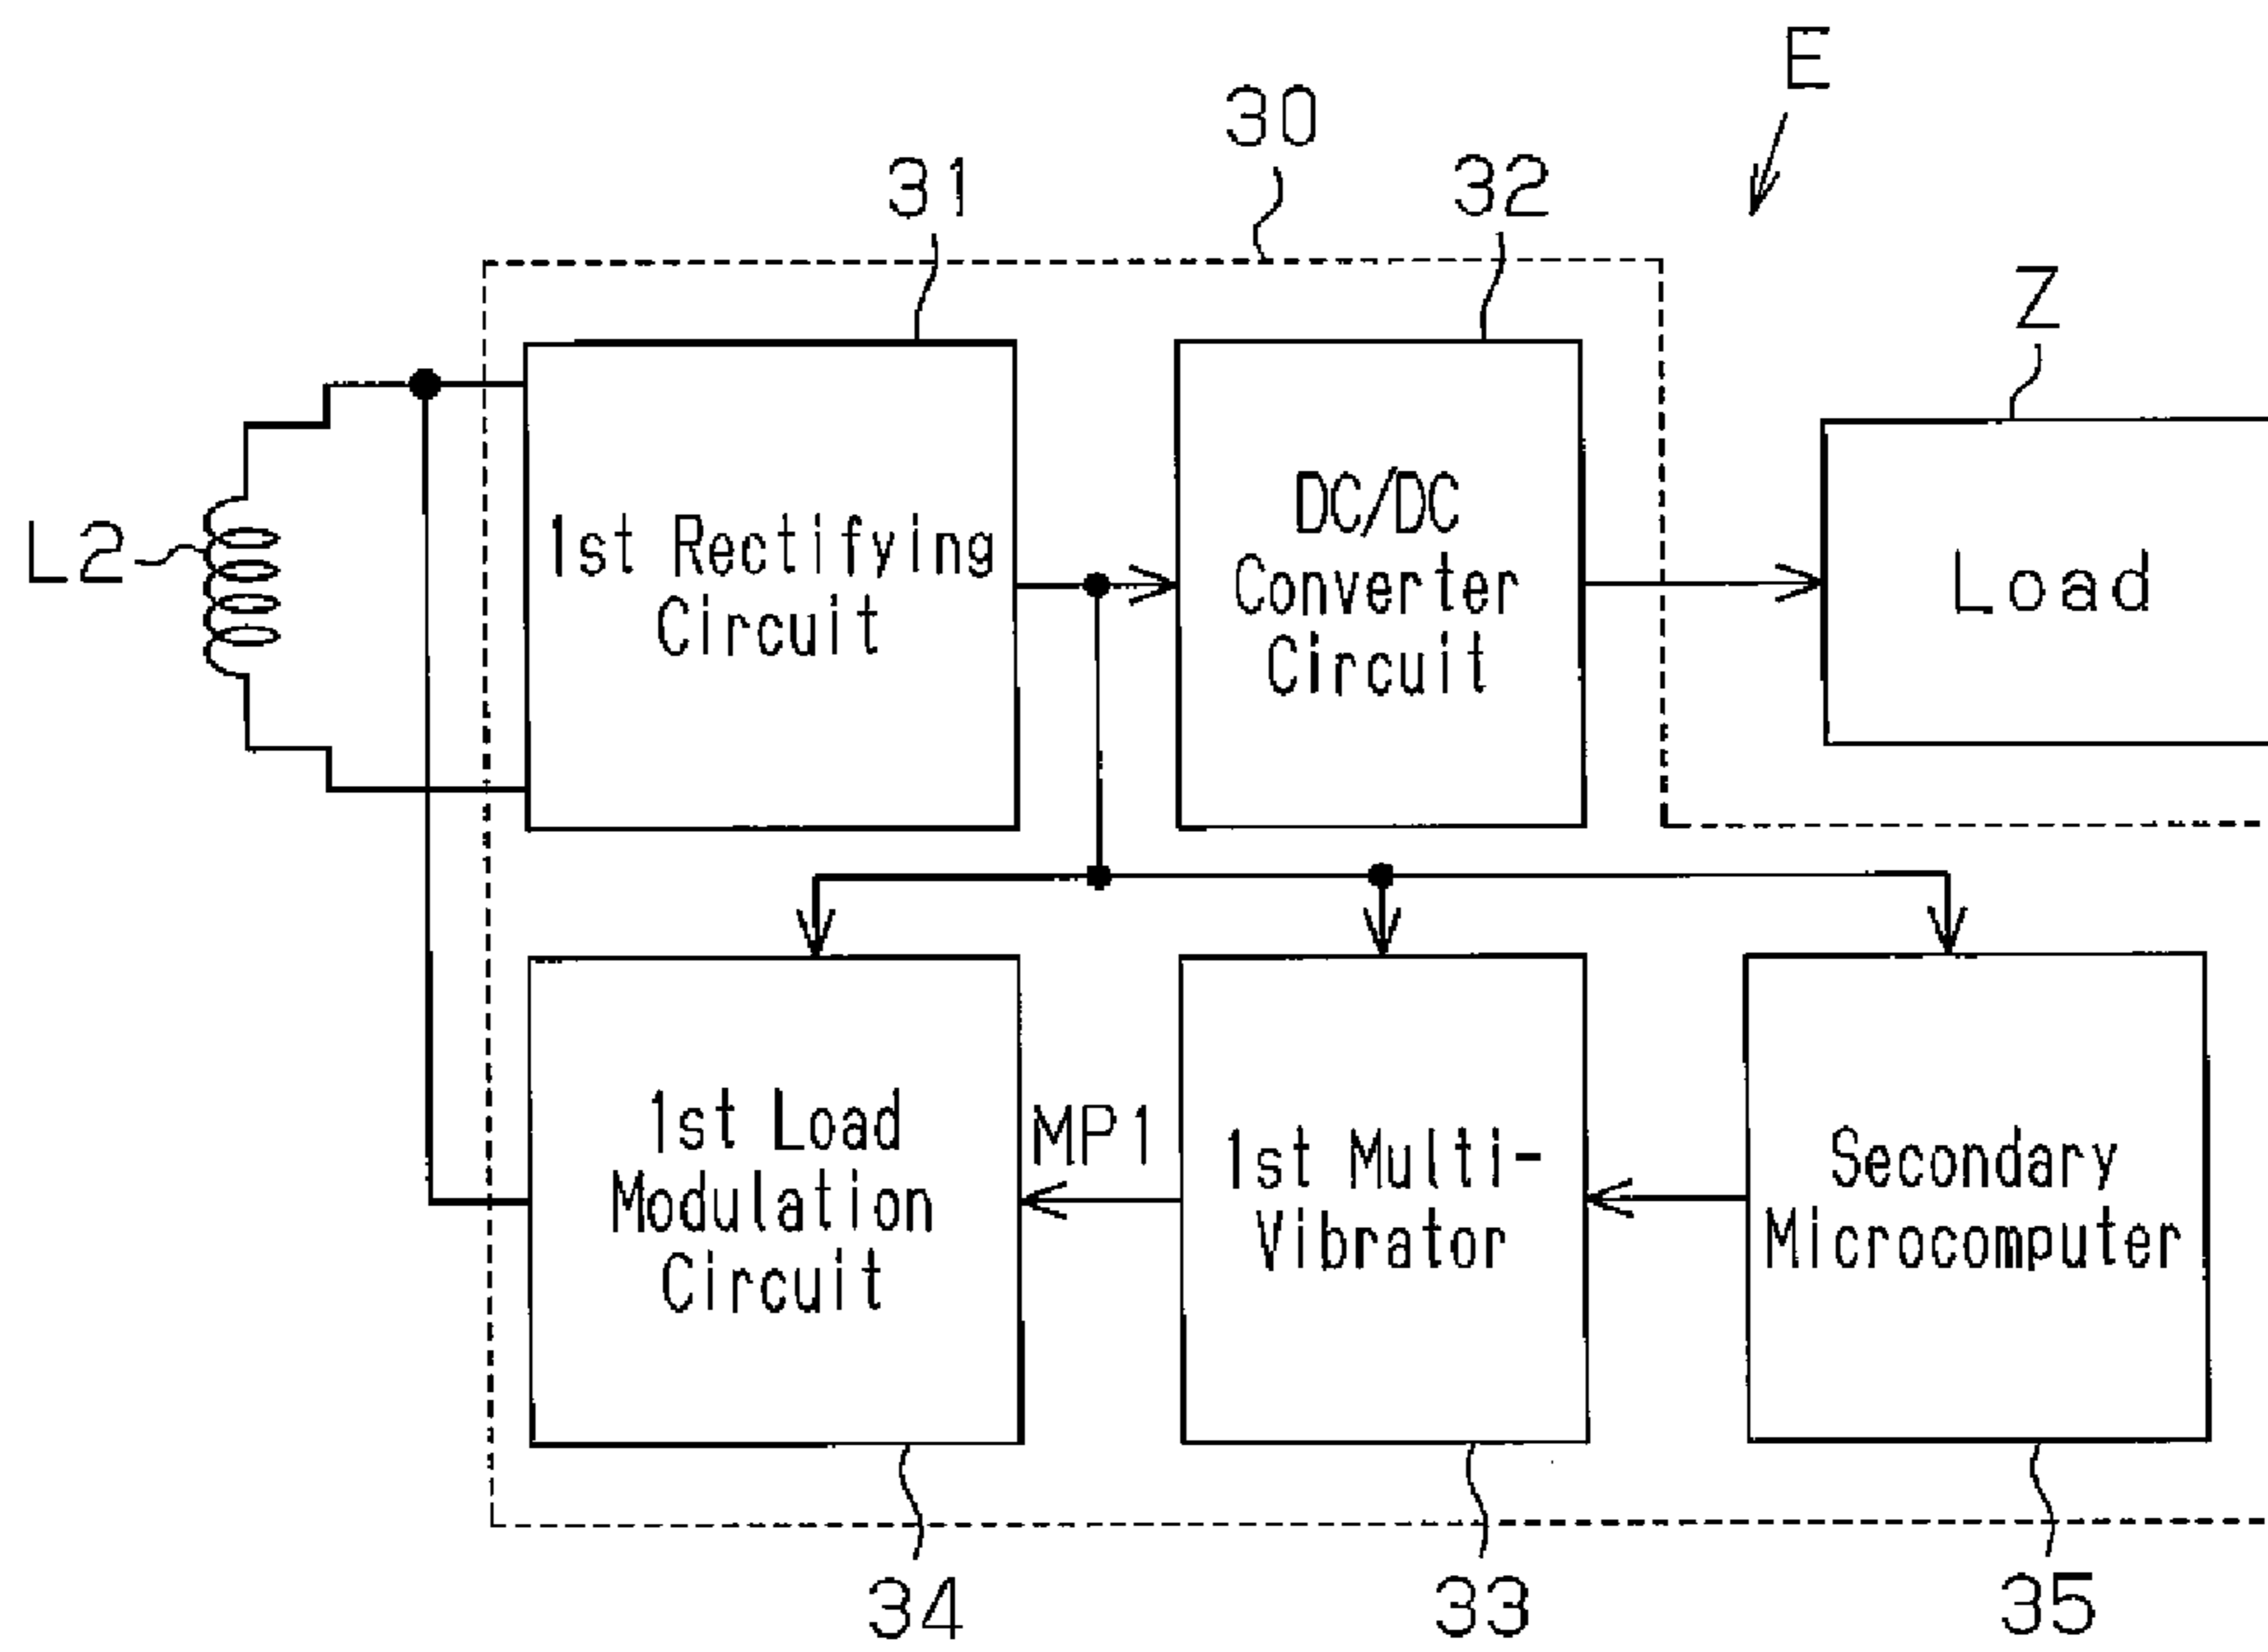 E
30
31
32
Z
L2
1st Rectifying
Circuit
DC/DC
Converter
Circuit
Load
1st Load
Modulation
Circuit
MP1
1st Multi-
Vibrator
Secondary
Microcomputer
34
33
35